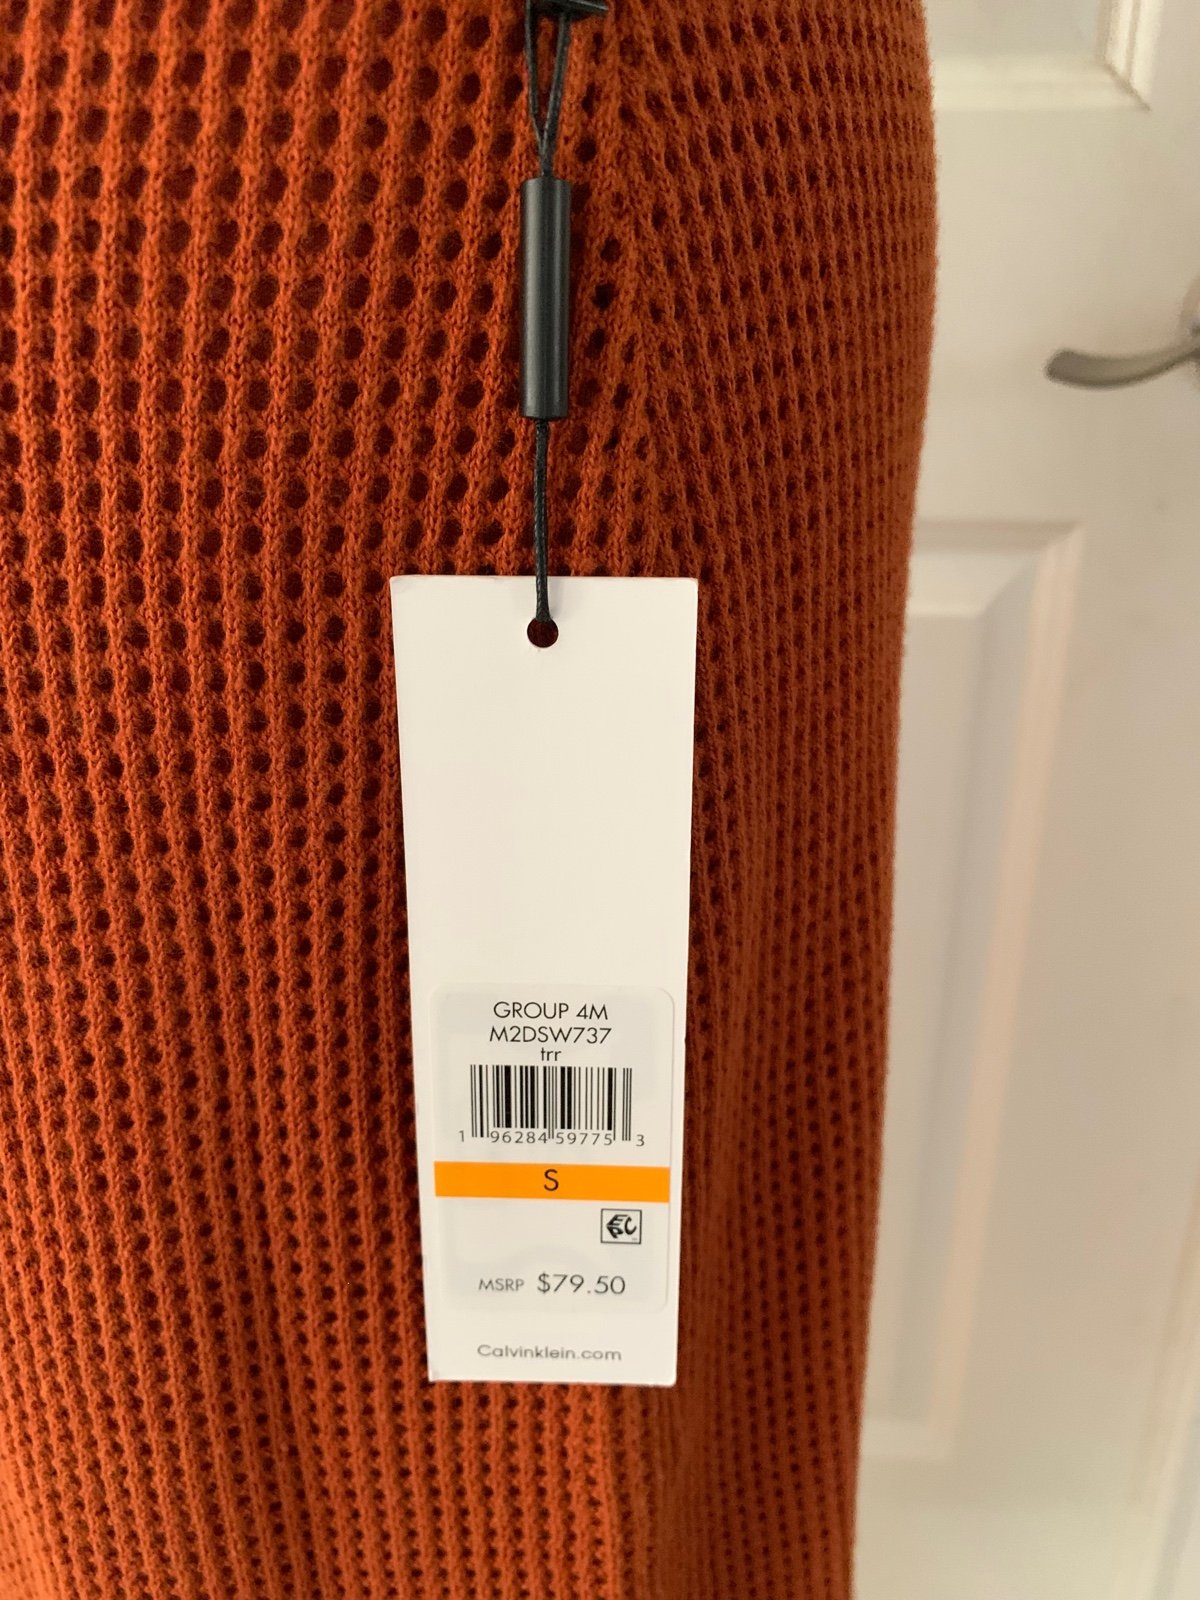 GROUP 4M
M2DSW737
trr
1 96284 59775 3
S
MSRP $79.50
Calvinklein.com